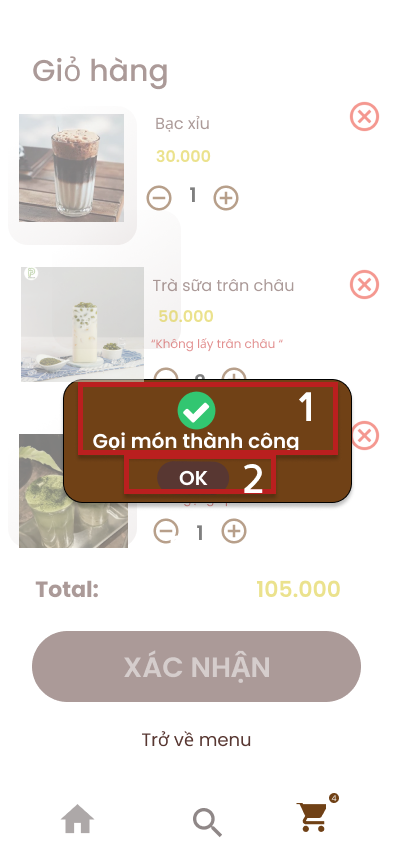 Giỏ hàng
Bạc xỉu
30.000
1
Trà sữa trân châu
50.000
“Không lấy trân châu “
1
Gọi món thành công
OK
2
1
Total:
105.000
XÁC NHẬN
Trở về menu
4